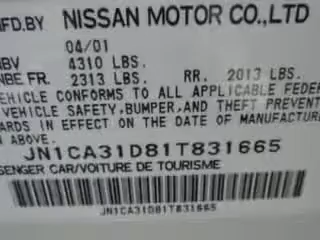 MFD.BY NISSAN MOTOR CO.,LTD
04/01
NBV 4310 LBS.
NBE FR. 2313 LBS. RR. 2013 LBS.
VEHICLE CONFORMS TO ALL APPLICABLE FEDER
VEHICLE SAFETY, BUMPER, AND THEFT PREVENT
ARDS IN EFFECT ON THE DATE OF MANUFACTUR
N ABOVE.
JN1CA31D81T831665
SENGER CAR/VOITURE DE TOURISME
JN1CA31D81T831665